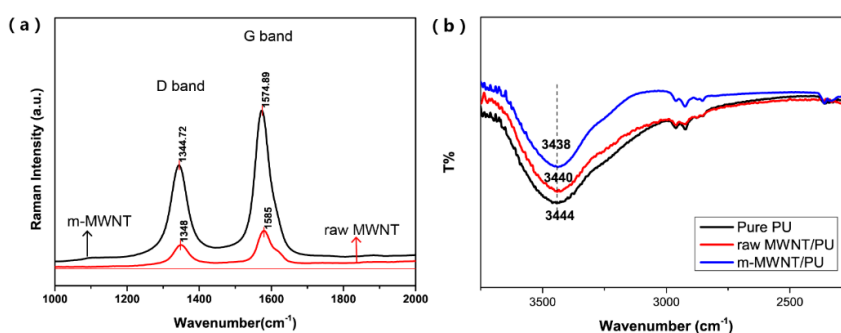 (a)
G band
D band
1574.89
1344.72
1348
1585
m-MWNT
raw MWNT
Raman Intensity (a.u.)
1000 1200 1400 1600 1800 2000
Wavenumber(cm-1)
(b)
3438
3440
3444
T%
Pure PU
raw MWNT/PU
m-MWNT/PU
3500 3000 2500
Wavenumber (cm-1)